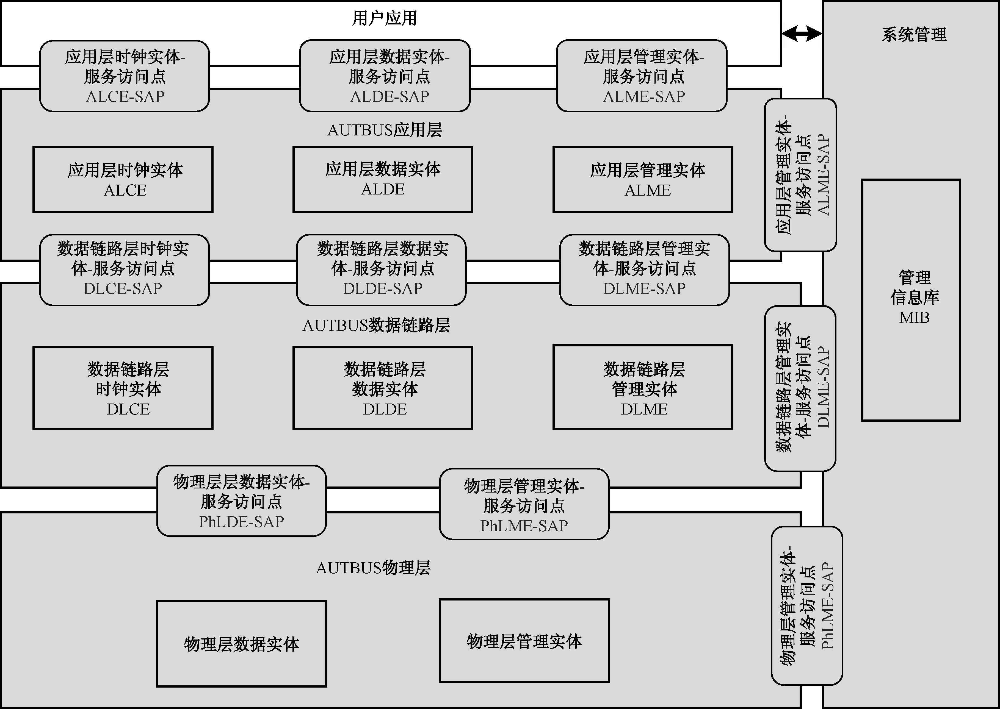 用户应用
系统管理
应用层时钟实体-
服务访问点
ALCE-SAP
应用层数据实体-
服务访问点
ALDE-SAP
应用层管理实体-
服务访问点
ALME-SAP
AUTBUS应用层
应用层时钟实体
ALCE
应用层数据实体
ALDE
应用层管理实体
ALME
应用层管理实体-
服务访问点
ALME-SAP
数据链路层时钟实
体-服务访问点
DLCE-SAP
数据链路层数据实
体-服务访问点
DLDE-SAP
数据链路层管理实
体-服务访问点
DLME-SAP
管理
信息库
MIB
AUTBUS数据链路层
数据链路层
时钟实体
DLCE
数据链路层
数据实体
DLDE
数据链路层
管理实体
DLME
数据链路层管理实
体-服务访问点
DLME-SAP
物理层层数据实体-
服务访问点
PhLDE-SAP
物理层管理实体-
服务访问点
PhLME-SAP
AUTBUS物理层
物理层数据实体
物理层管理实体
物理层管理实体-
服务访问点
PhLME-SAP